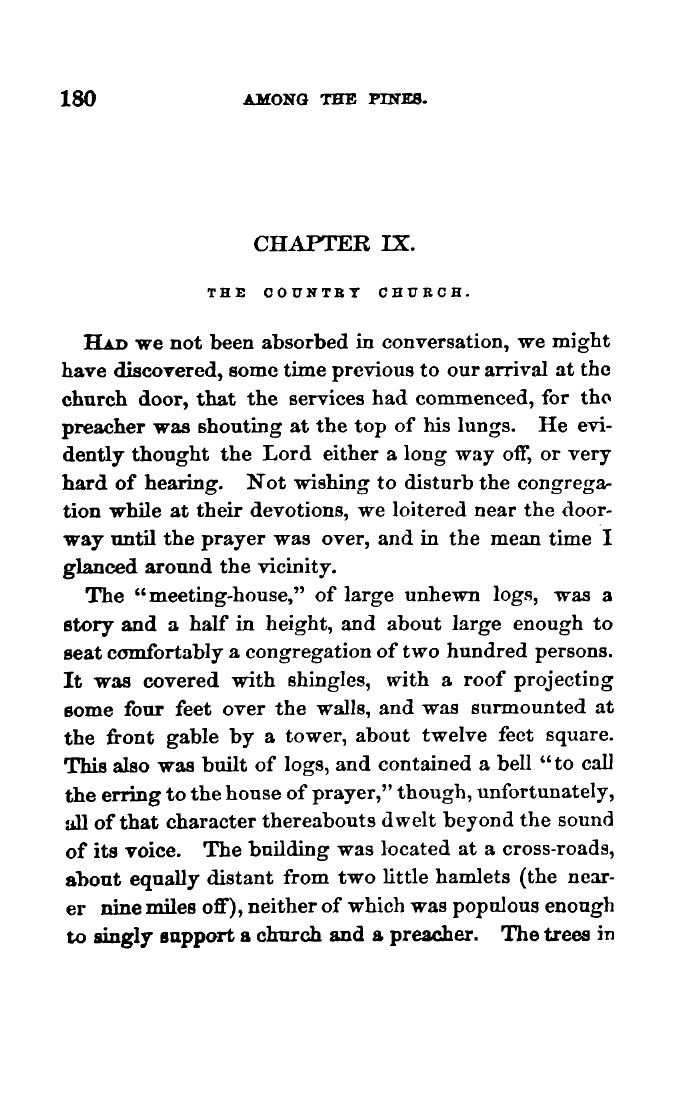 180 AMONG THE PINES.
CHAPTER IX.
THE COUNTRY CHURCH.
HAD we not been absorbed in conversation, we might
have discovered, some time previous to our arrival at the
church door, that the services had commenced, for the
preacher was shouting at the top of his lungs. He evi-
dently thought the Lord either a long way off, or very
hard of hearing. Not wishing to disturb the congrega-
tion while at their devotions, we loitered near the door-
way until the prayer was over, and in the mean time I
glanced around the vicinity.
The "meeting-house," of large unhewn logs, was a
story and a half in height, and about large enough to
seat comfortably a congregation of two hundred persons.
It was covered with shingles, with a roof projecting
some four feet over the walls, and was surmounted at
the front gable by a tower, about twelve feet square.
This also was built of logs, and contained a bell "to call
the erring to the house of prayer," though, unfortunately,
all of that character thereabouts dwelt beyond the sound
of its voice. The building was located at a cross-roads,
about equally distant from two little hamlets (the near-
er nine miles off), neither of which was populous enough
to singly support a church and a preacher. The trees in